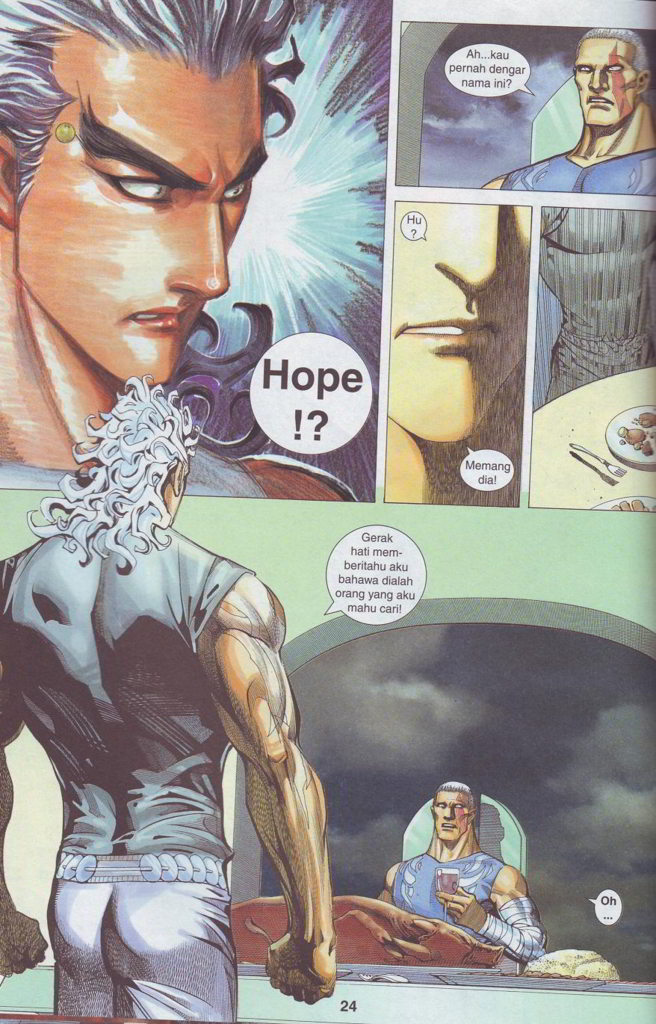 Hope
!?
Ah...kau
pernah dengar
nama ini?
Hu
?
Memang
dia!
Gerak
hati mem-
beritahu aku
bahawa dialah
orang yang aku
mahu cari!
Oh
...
24